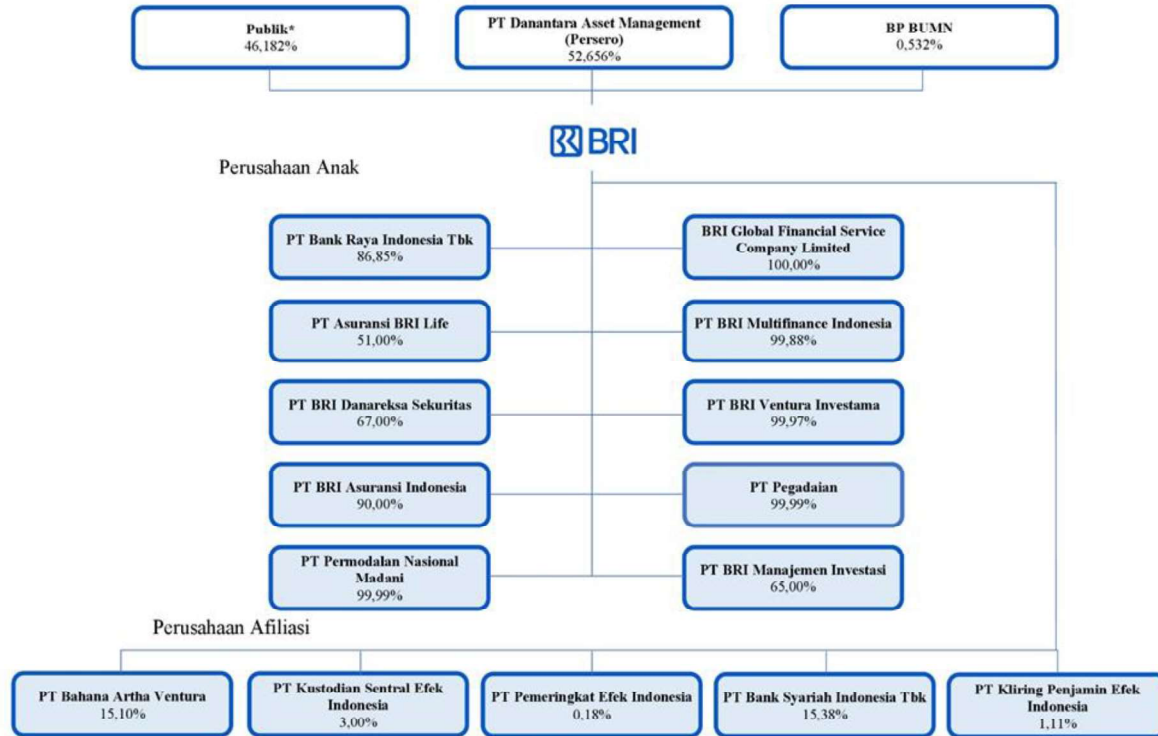 Publik*
46,182%
PT Danantara Asset Management
(Persero)
52,656%
BP BUMN
0,532%
BRI
Perusahaan Anak
PT Bank Raya Indonesia Tbk
86,85%
BRI Global Financial Service
Company Limited
100,00%
PT Asuransi BRI Life
51,00%
PT BRI Multifinance Indonesia
99,88%
PT BRI Danareksa Sekuritas
67,00%
PT BRI Ventura Investama
99,97%
PT BRI Asuransi Indonesia
90,00%
PT Pegadaian
99,99%
PT Permodalan Nasional
Madani
99,99%
PT BRI Manajemen Investasi
65,00%
Perusahaan Afiliasi
PT Bahana Artha Ventura
15,10%
PT Kustodian Sentral Efek
Indonesia
3,00%
PT Pemeringkat Efek Indonesia
0,18%
PT Bank Syariah Indonesia Tbk
15,38%
PT Kliring Penjamin Efek
Indonesia
1,11%